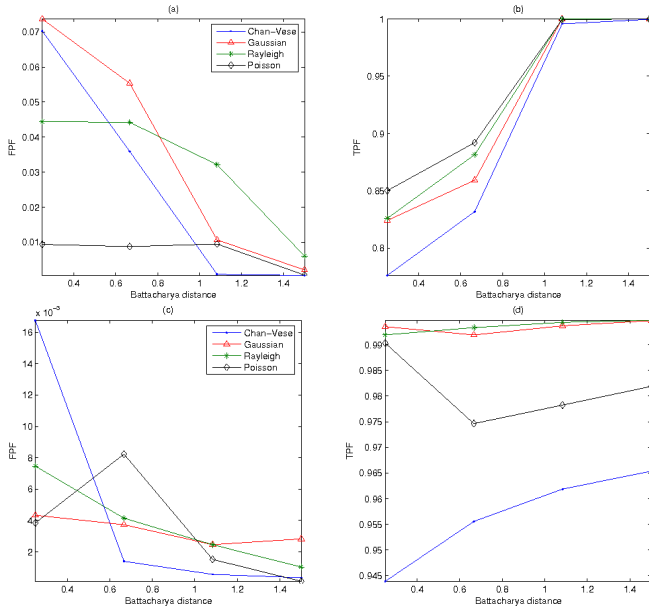 (a)
0.07
0.06
0.05
0.04
0.03
0.02
0.01
FPF
0.4 0.6 0.8 1 1.2 1.4
Battacharya distance
Chan-Vese
Gaussian
Rayleigh
Poisson
(b)
1
0.95
0.9
0.85
0.8
TPF
0.4 0.6 0.8 1 1.2 1.4
Battacharya distance
(c)
x 10⁻³
16
14
12
10
8
6
4
2
FPF
0.4 0.6 0.8 1 1.2 1.4
Battacharya distance
Chan-Vese
Gaussian
Rayleigh
Poisson
(d)
0.99
0.985
0.98
0.975
0.97
0.965
0.96
0.955
0.95
0.945
TPF
0.4 0.6 0.8 1 1.2 1.4
Battacharya distance